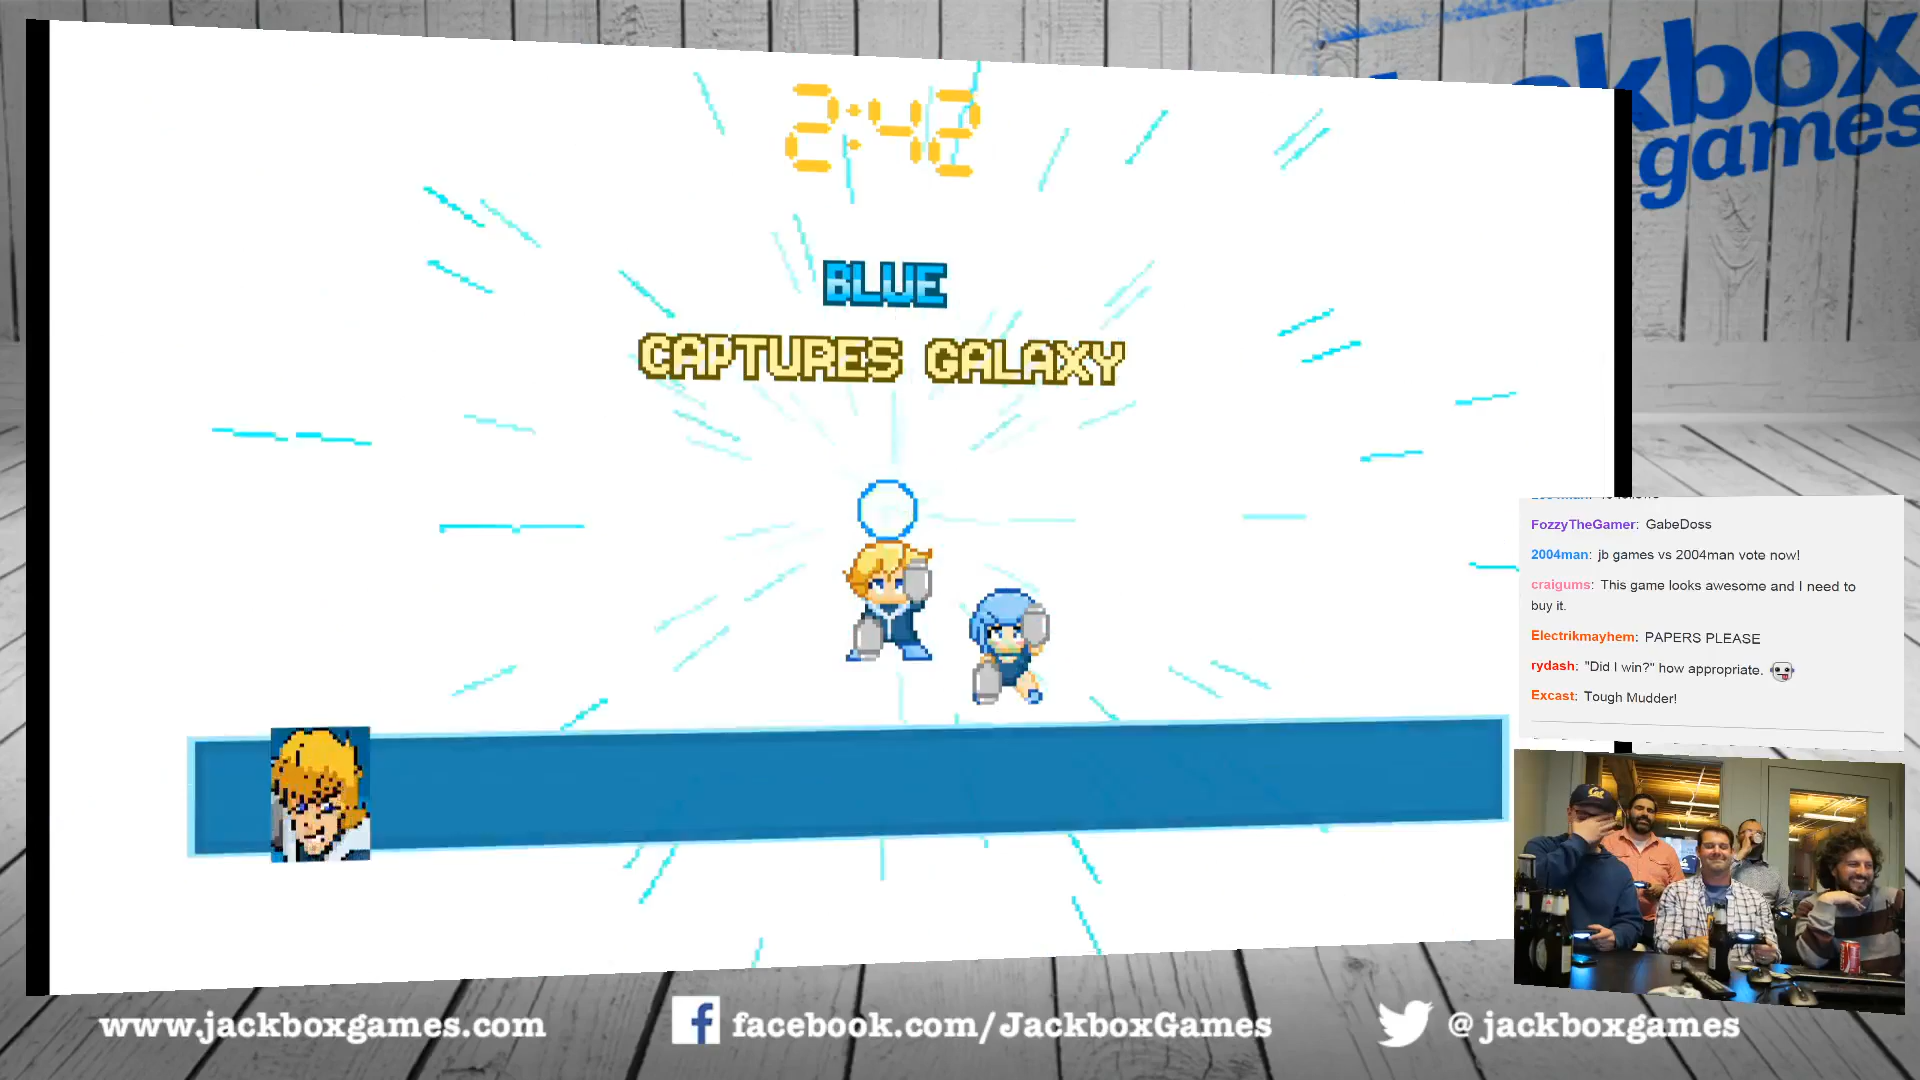 jackbox
games
2:42
BLUE
CAPTURES GALAXY
FozzyTheGamer: GabeDoss
2004man: jb games vs 2004man vote now!
craigums: This game looks awesome and I need to
buy it.
Electrikmayhem: PAPERS PLEASE
rydash: "Did I win?" how appropriate.
Excast: Tough Mudder!
Cal
www.jackboxgames.com
facebook.com/JackboxGames
@jackboxgames